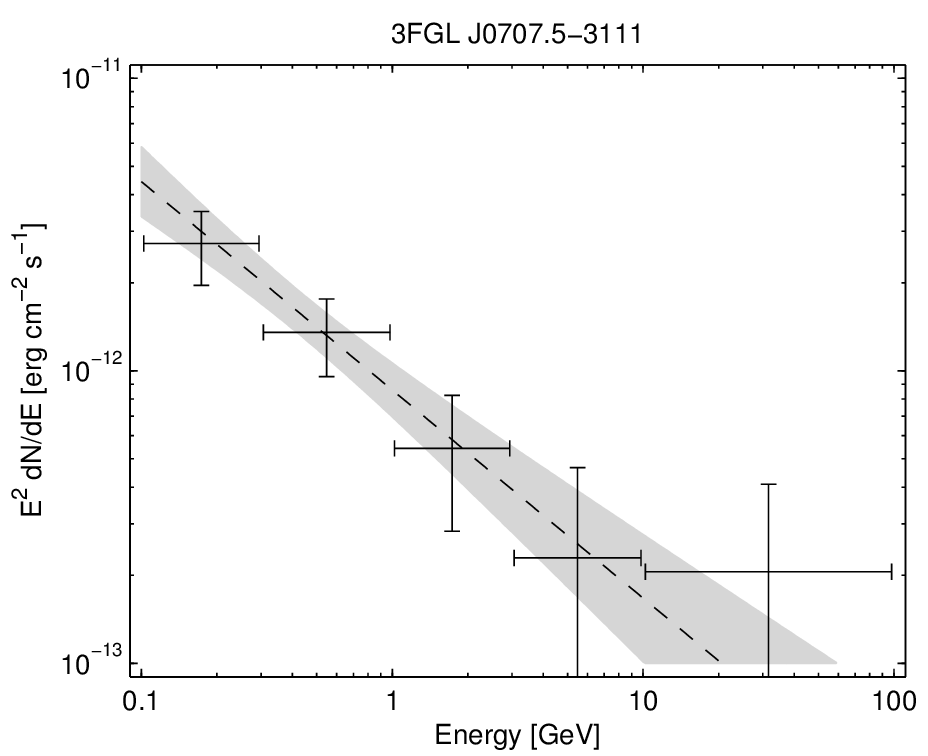 3FGL J0707.5−3111
10⁻¹¹
10⁻¹²
10⁻¹³
E² dN/dE [erg cm⁻² s⁻¹]
0.1 1 10 100
Energy [GeV]